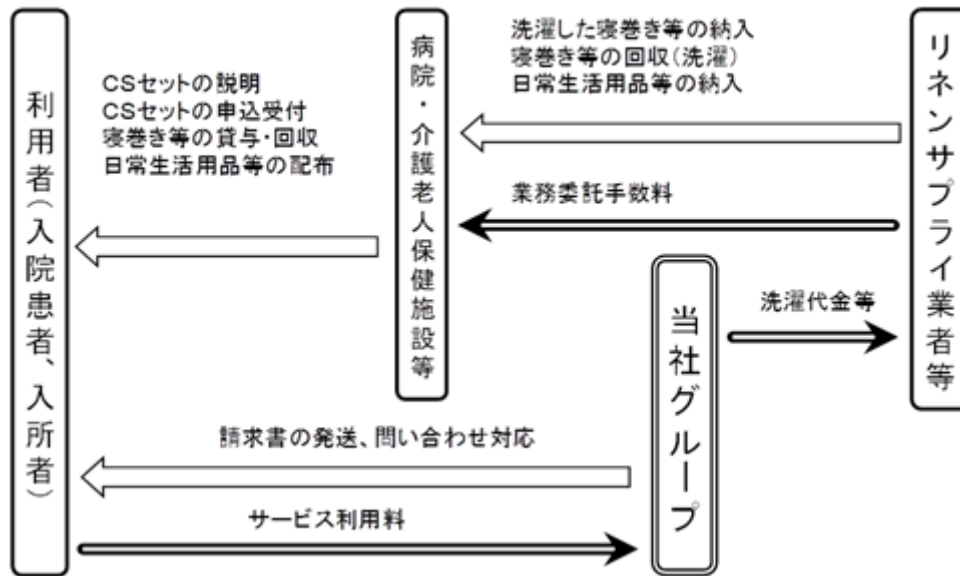 利用者（入院患者、入所者）
CSセットの説明
CSセットの申込受付
寝巻き等の貸与・回収
日常生活用品等の配布
病院・介護老人保健施設等
洗濯した寝巻き等の納入
寝巻き等の回収（洗濯）
日常生活用品等の納入
業務委託手数料
リネンサプライ業者等
当社グループ
洗濯代金等
請求書の発送、問い合わせ対応
サービス利用料